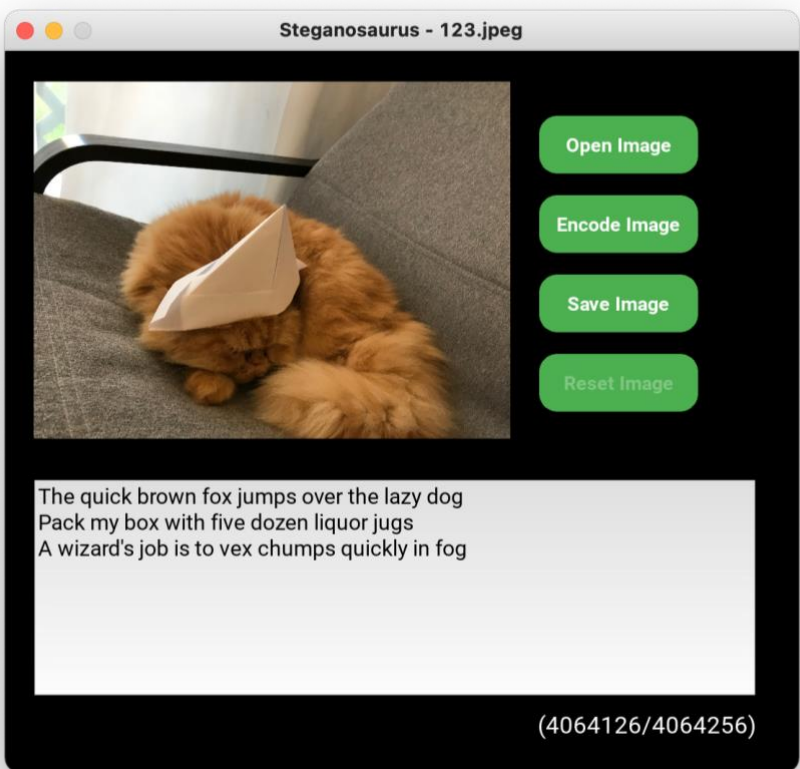 Steganosaurus - 123.jpeg
Open Image
Encode Image
Save Image
Reset Image
The quick brown fox jumps over the lazy dog
Pack my box with five dozen liquor jugs
A wizard's job is to vex chumps quickly in fog
(4064126/4064256)